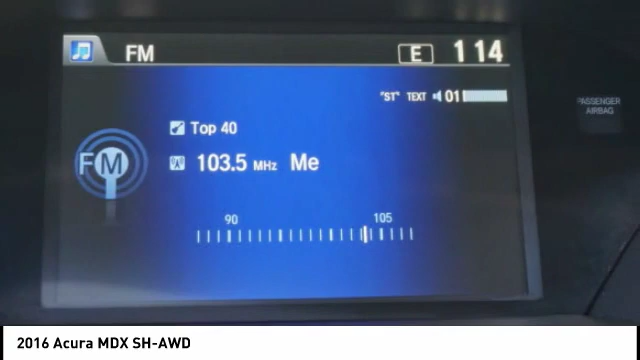 FM
E 114
"ST" TEXT 01
PASSENGER
AIRBAG
Top 40
FM
103.5 MHz Me
90 105
2016 Acura MDX SH-AWD